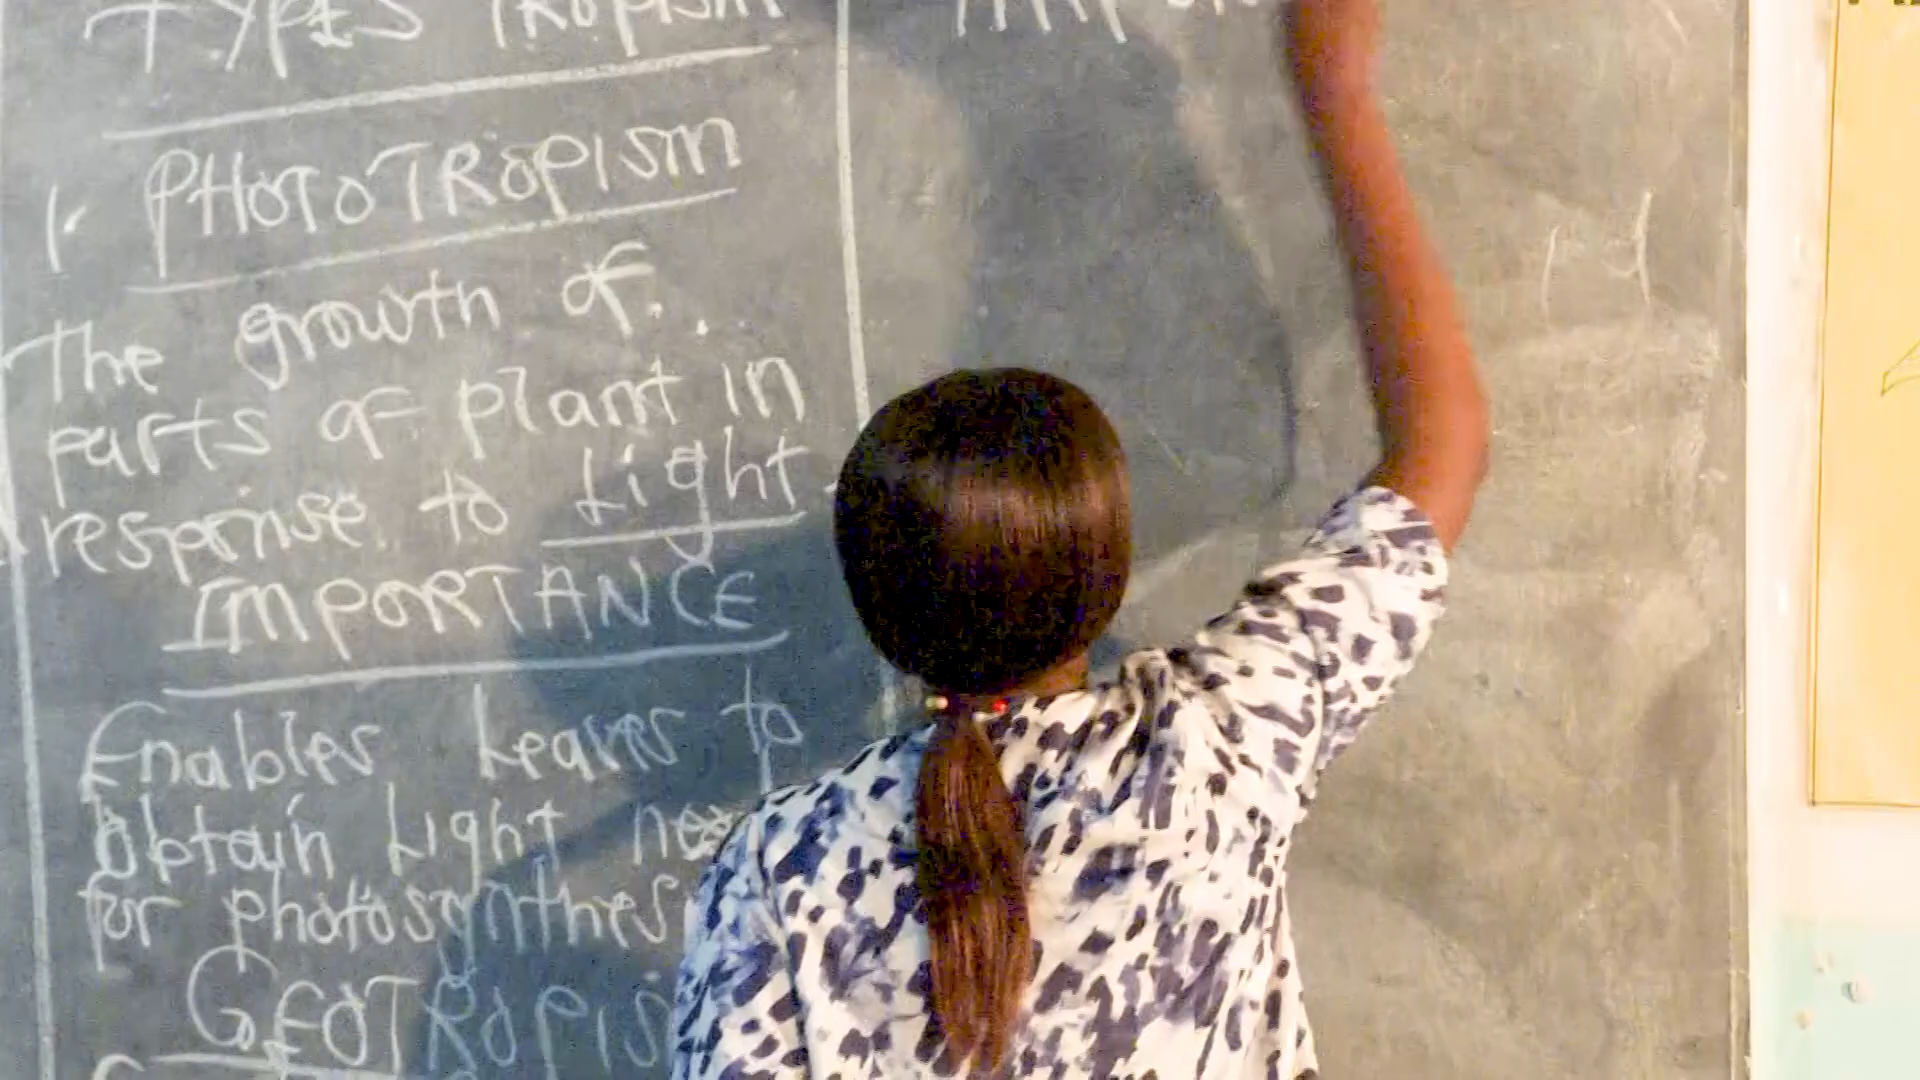 TYPES TROPISM
1. PHOTOTROPISM
The growth of
parts of plant in
response to Light
IMPORTANCE
Enables Leaves to
obtain Light
for photosynthes
GEOTROPIS